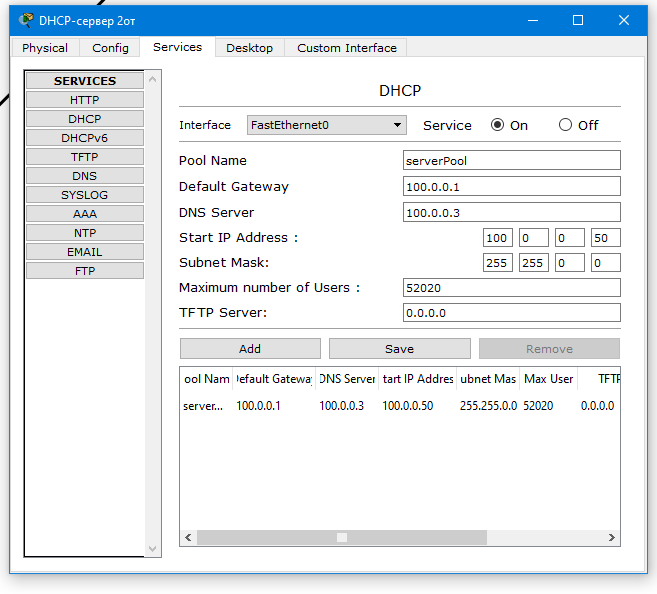 DHCP-сервер 2от
Physical Config Services Desktop Custom Interface
SERVICES
HTTP
DHCP
DHCPv6
TFTP
DNS
SYSLOG
AAA
NTP
EMAIL
FTP
DHCP
Interface FastEthernet0 Service On Off
Pool Name serverPool
Default Gateway 100.0.0.1
DNS Server 100.0.0.3
Start IP Address : 100 0 0 50
Subnet Mask: 255 255 0 0
Maximum number of Users : 52020
TFTP Server: 0.0.0.0
Add Save Remove
ool Nam efault Gateway DNS Server tart IP Addres ubnet Mas Max User TFTP
server... 100.0.0.1 100.0.0.3 100.0.0.50 255.255.0.0 52020 0.0.0.0